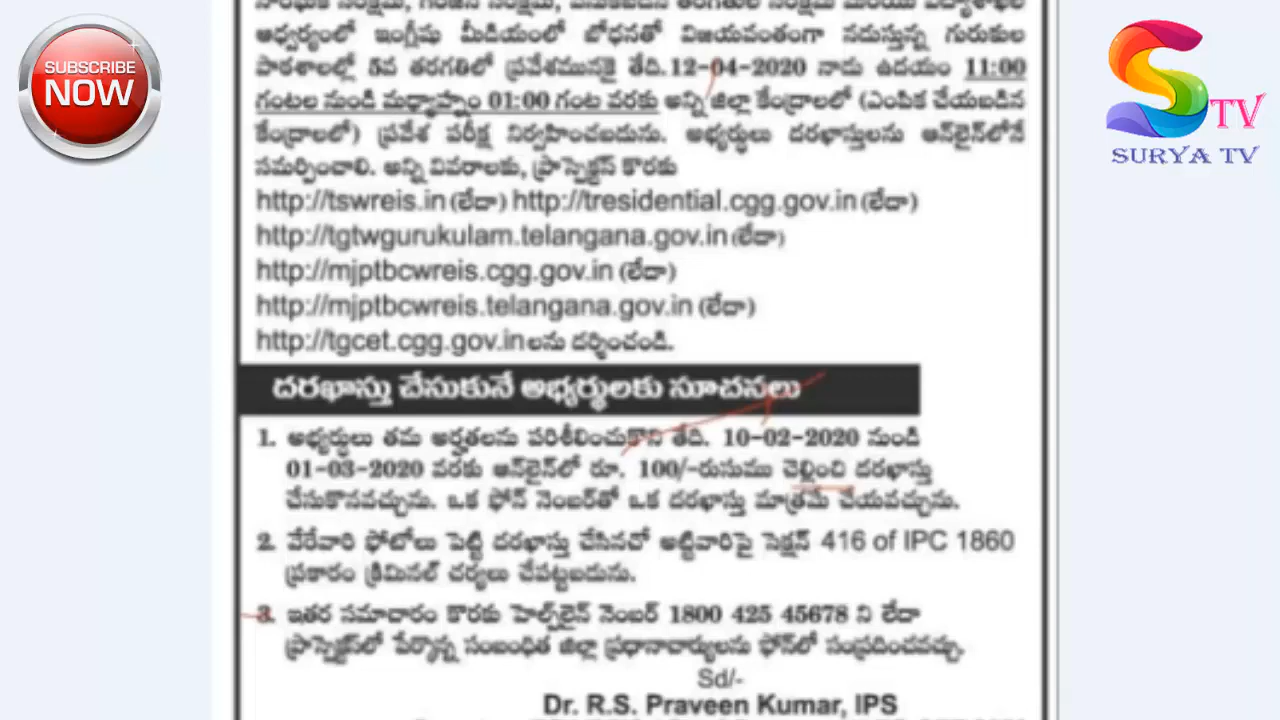 SUBSCRIBE
NOW
STV
SURYA TV
ఆధ్వర్యంలో ఇంగ్లీషు మీడియంలో బోధనతో విజయవంతంగా నడుస్తున్న గురుకుల
పాఠశాలల్లో 5వ తరగతిలో ప్రవేశమునకై తేది.12-04-2020 నాడు ఉదయం 11:00
గంటల నుండి మధ్యాహ్నం 01:00 గంట వరకు అన్ని జిల్లా కేంద్రాలలో (ఎంపిక చేయబడిన
కేంద్రాలలో) ప్రవేశ పరీక్ష నిర్వహించబడును. అభ్యర్థులు దరఖాస్తులను ఆన్‌లైన్‌లోనే
సమర్పించాలి. అన్ని వివరాలకు, ప్రాస్పెక్టస్ కొరకు
http://tswreis.in (లేదా) http://tresidential.cgg.gov.in (లేదా)
http://tgtwgurukulam.telangana.gov.in (లేదా)
http://mjptbcwreis.cgg.gov.in (లేదా)
http://mjptbcwreis.telangana.gov.in (లేదా)
http://tgcet.cgg.gov.in లను దర్శించండి.
దరఖాస్తు చేసుకునే అభ్యర్థులకు సూచనలు
1. అభ్యర్థులు తమ అర్హతలను పరిశీలించుకొని తేది. 10-02-2020 నుండి
01-03-2020 వరకు ఆన్‌లైన్‌లో రూ. 100/-రుసుము చెల్లించి దరఖాస్తు
చేసుకొనవచ్చును. ఒక ఫోన్ నెంబర్‌తో ఒక దరఖాస్తు మాత్రమే చేయవచ్చును.
2. వేరేవారి ఫోటోలు పెట్టి దరఖాస్తు చేసినచో అట్టివారిపై సెక్షన్ 416 of IPC 1860
ప్రకారం క్రిమినల్ చర్యలు చేపట్టబడును.
3. ఇతర సమాచారం కొరకు హెల్ప్‌లైన్ నెంబర్ 1800 425 45678 ని లేదా
ప్రాస్పెక్టస్‌లో పేర్కొన్న సంబంధిత జిల్లా ప్రధానాచార్యులను ఫోన్‌లో సంప్రదించవచ్చు.
Sd/-
Dr. R.S. Praveen Kumar, IPS